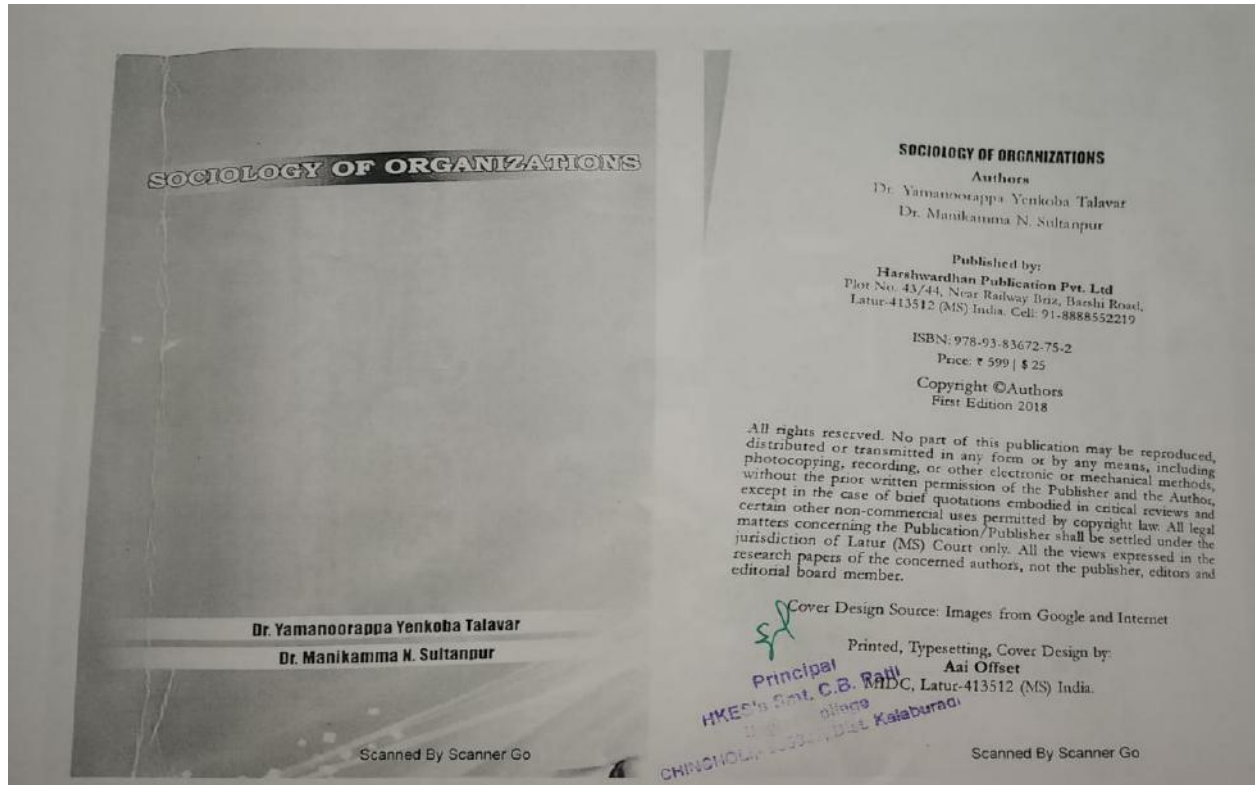 SOCIOLOGY OF ORGANIZATIONS
Dr. Yamanoorappa Yenkoba Talavar
Dr. Manikamma N. Sultanpur
Scanned By Scanner Go
SOCIOLOGY OF ORGANIZATIONS
Authors
Dr. Yamanoorappa Yenkoba Talavar
Dr. Manikamma N. Sultanpur
Published by:
Harshwardhan Publication Pvt. Ltd
Plot No. 43/44, Near Railway Briz, Barshi Road,
Latur-413512 (MS) India. Cell: 91-8888552219
ISBN: 978-93-83672-75-2
Price: ₹ 599 | $ 25
Copyright ©Authors
First Edition 2018
All rights reserved. No part of this publication may be reproduced,
distributed or transmitted in any form or by any means, including
photocopying, recording, or other electronic or mechanical methods,
without the prior written permission of the Publisher and the Author,
except in the case of brief quotations embodied in critical reviews and
certain other non-commercial uses permitted by copyright law. All legal
matters concerning the Publication/Publisher shall be settled under the
jurisdiction of Latur (MS) Court only. All the views expressed in the
research papers of the concerned authors, not the publisher, editors and
editorial board member.
Cover Design Source: Images from Google and Internet
Printed, Typesetting, Cover Design by:
Aai Offset
MIDC, Latur-413512 (MS) India.
Principal
HKES's Smt. C.B. Patil
Dist. Kalaburagi
Scanned By Scanner Go